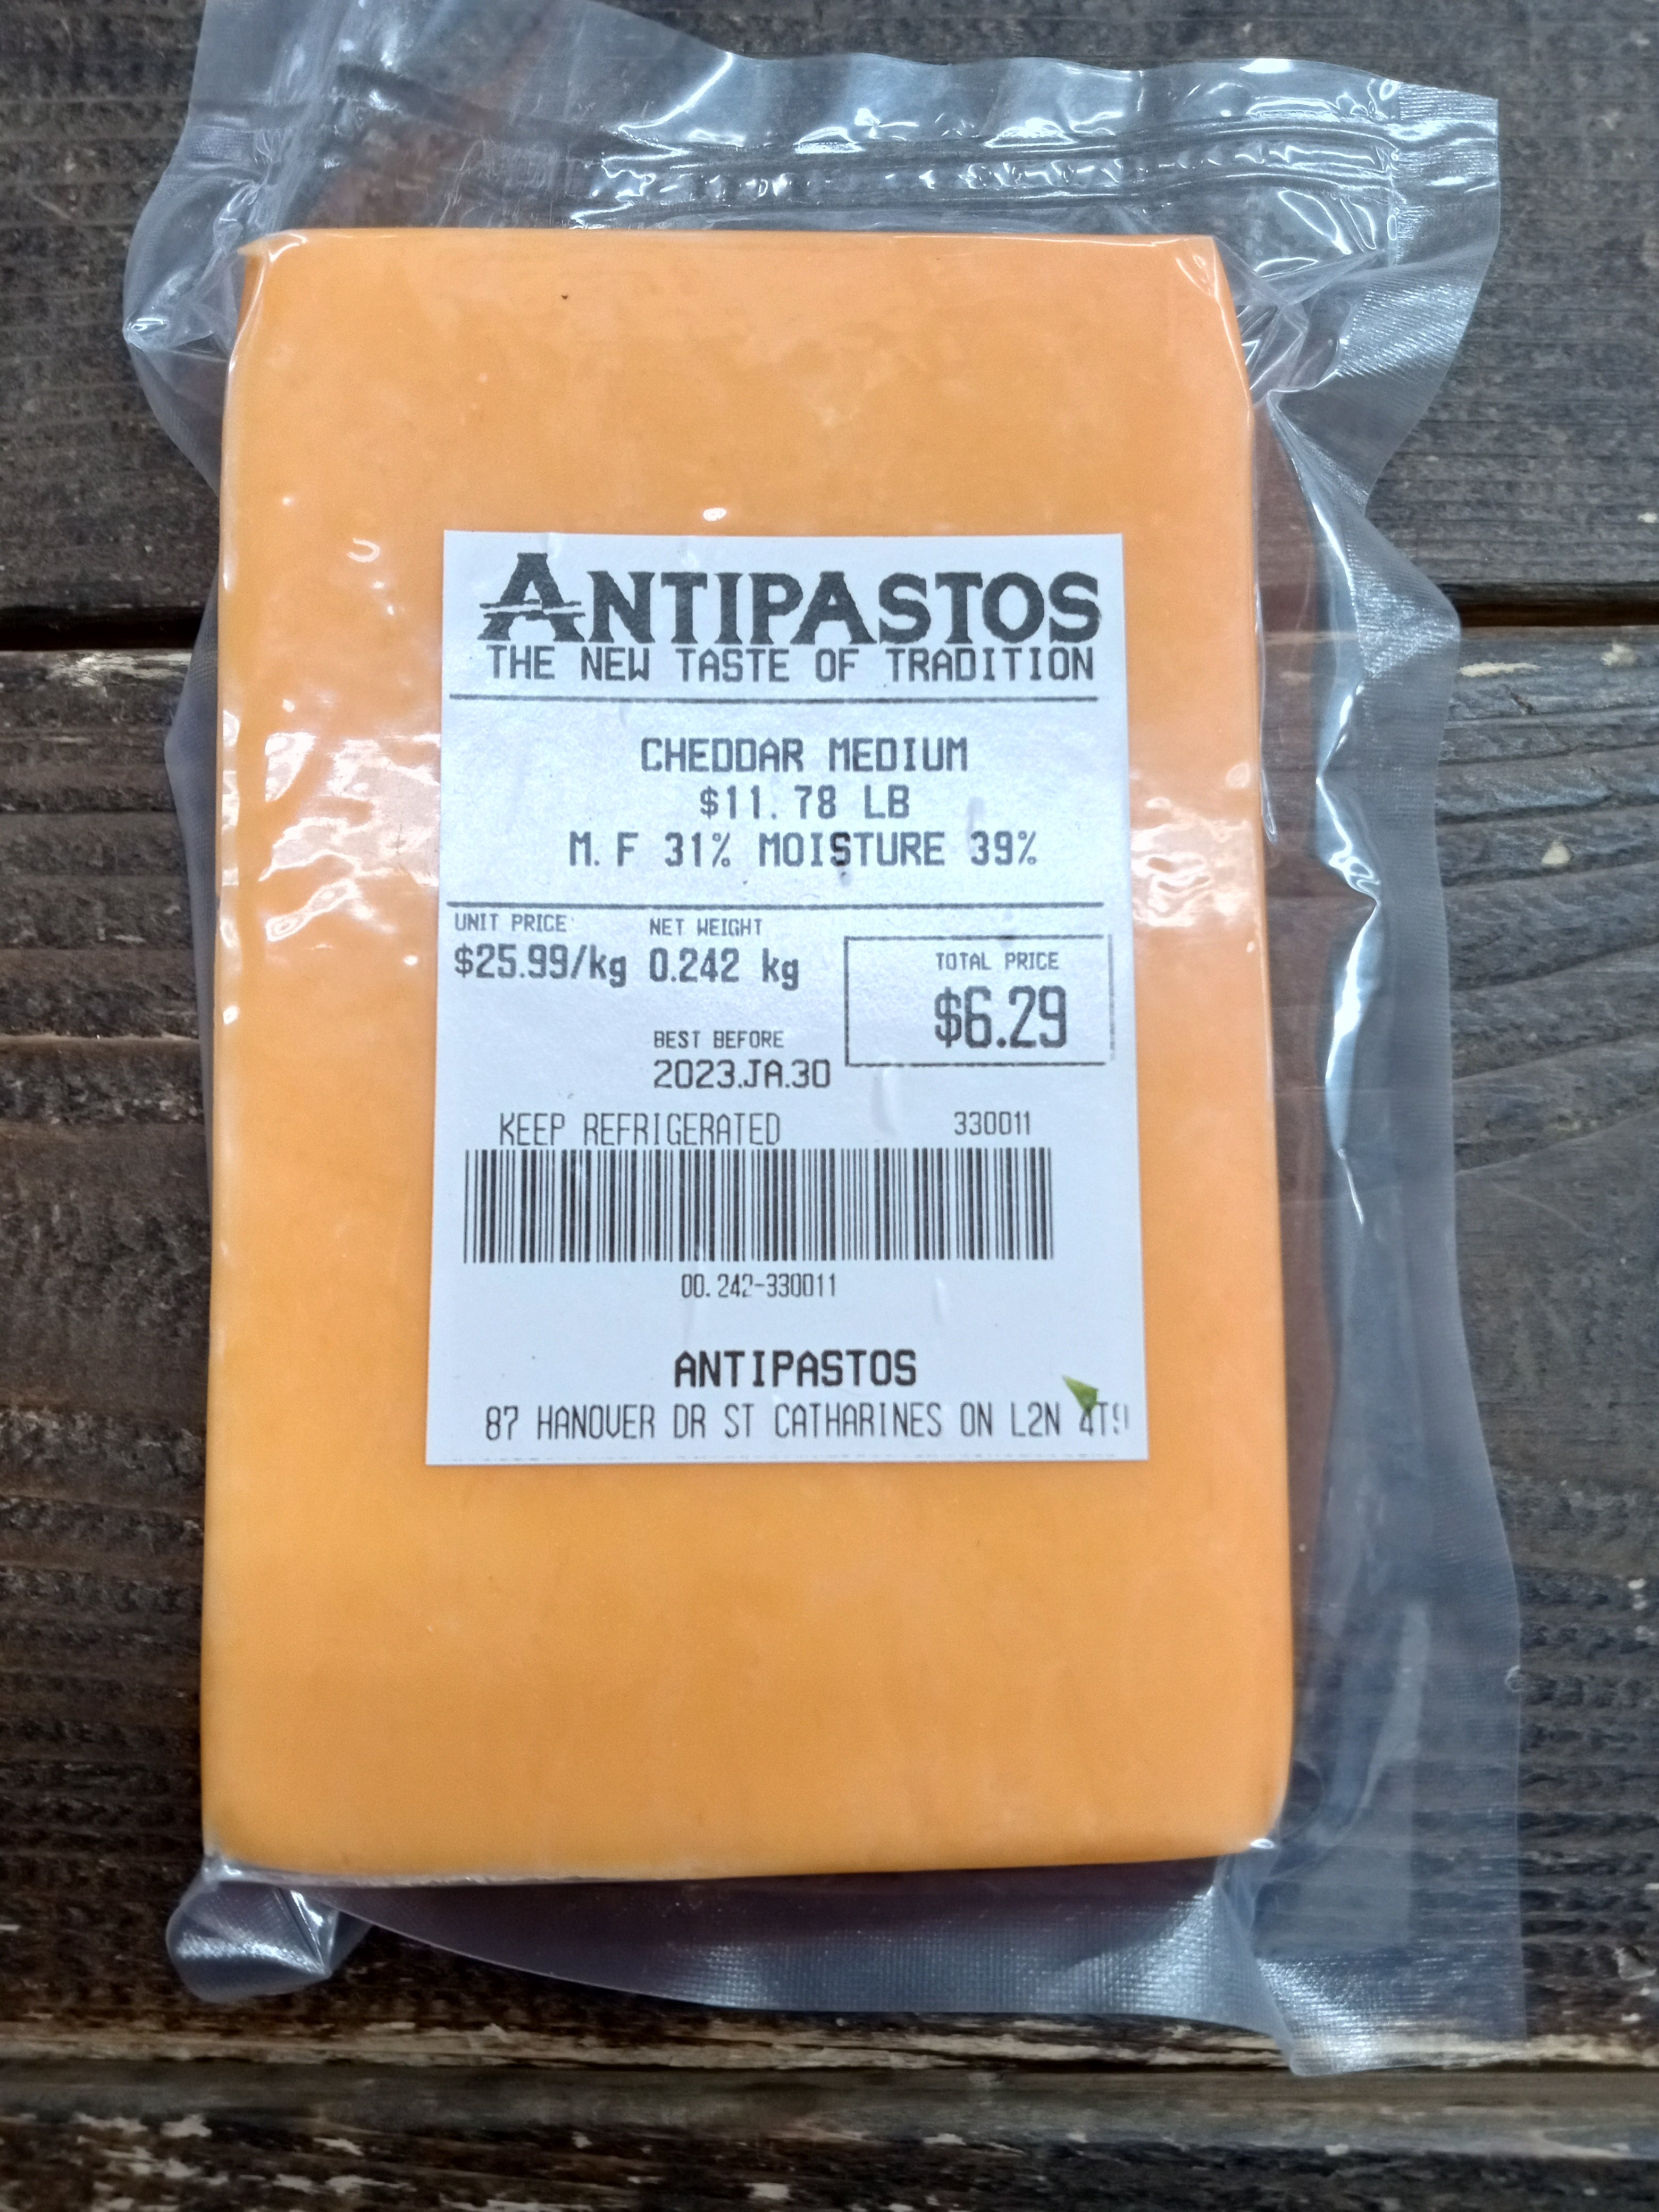 ANTIPASTOS
THE NEW TASTE OF TRADITION
CHEDDAR MEDIUM
$11.78 LB
M.F 31% MOISTURE 39%
UNIT PRICE NET WEIGHT
$25.99/kg 0.242 kg
TOTAL PRICE
$6.29
BEST BEFORE
2023.JA.30
KEEP REFRIGERATED 330011
00.242-330011
ANTIPASTOS
87 HANOVER DR ST CATHARINES ON L2N